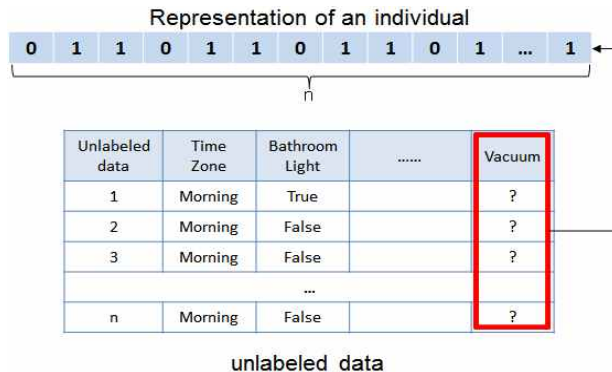 Representation of an individual
0 1 1 0 1 1 0 1 1 0 1 ... 1
n
Unlabeled data Time Zone Bathroom Light ...... Vacuum
1 Morning True ?
2 Morning False ?
3 Morning False ?
...
n Morning False ?
unlabeled data